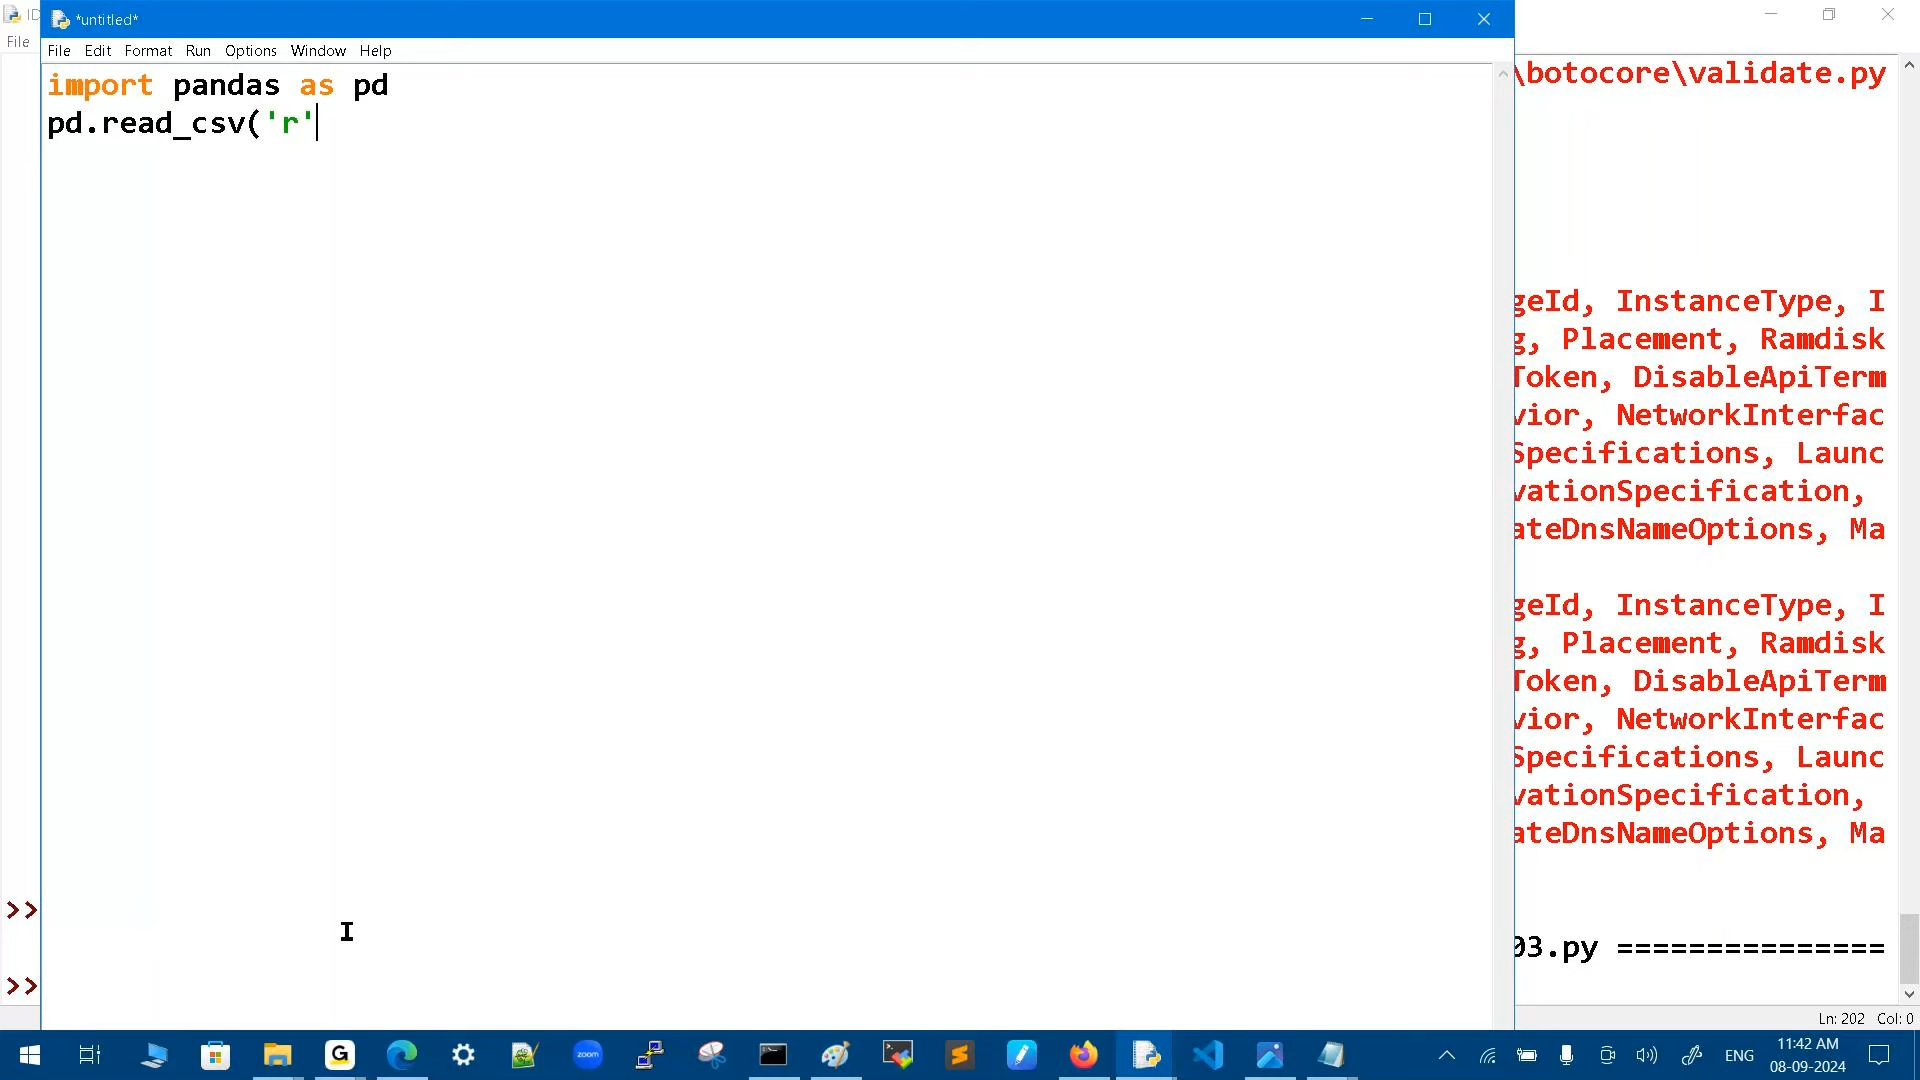 *untitled*
File Edit Format Run Options Window Help
import pandas as pd
pd.read_csv('r'
ID
File
\botocore\validate.py
geId, InstanceType, I
g, Placement, Ramdisk
Token, DisableApiTerm
vior, NetworkInterfac
Specifications, Launc
vationSpecification,
ateDnsNameOptions, Ma
geId, InstanceType, I
g, Placement, Ramdisk
Token, DisableApiTerm
vior, NetworkInterfac
Specifications, Launc
vationSpecification,
ateDnsNameOptions, Ma
>>
03.py ===============
>>
Ln: 202 Col: 0
G
zoom
ENG
11:42 AM
08-09-2024